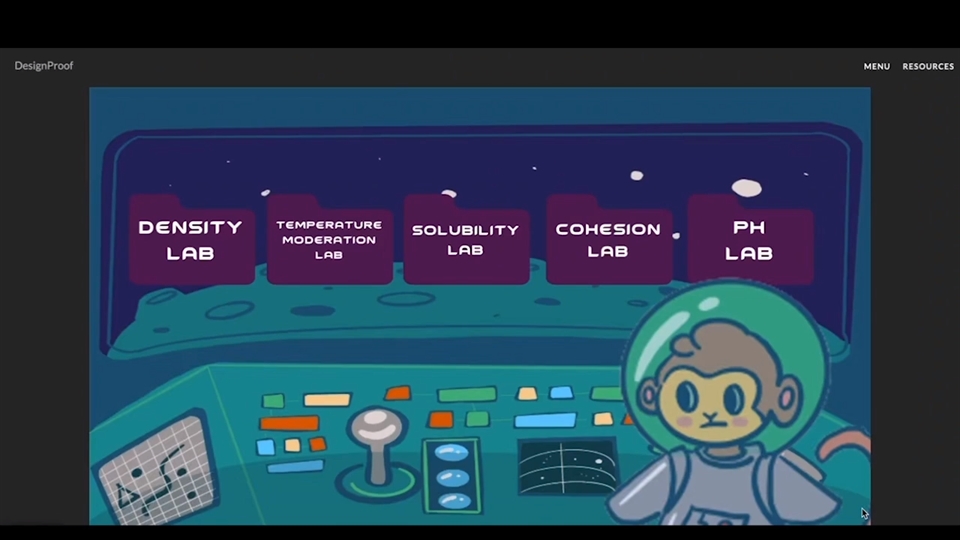 DesignProof
MENU RESOURCES
DENSITY
LAB
TEMPERATURE
MODERATION
LAB
SOLUBILITY
LAB
COHESION
LAB
PH
LAB